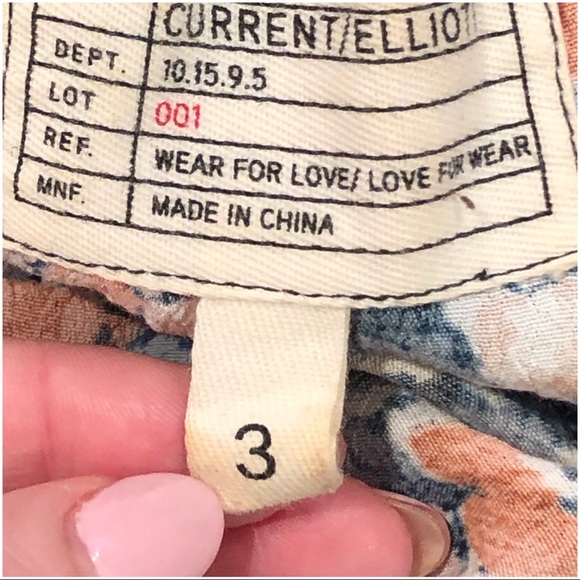 CURRENT/ELLIOT
DEPT. 10.15.9.5
LOT 001
REF. WEAR FOR LOVE/ LOVE FOR WEAR
MNF. MADE IN CHINA
3